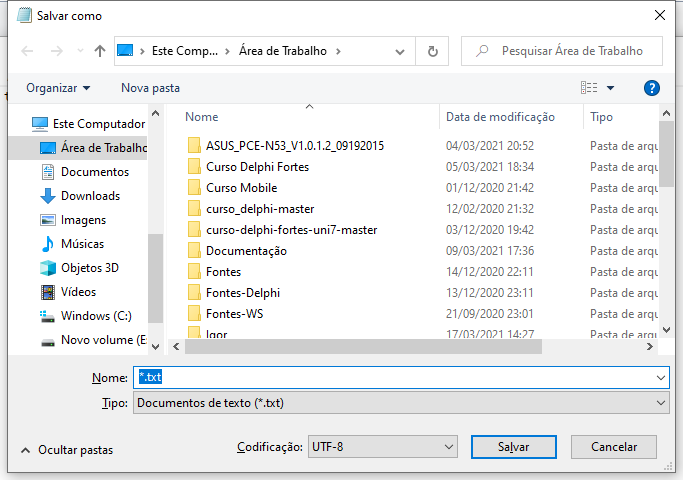 Salvar como
Este Comp... Área de Trabalho
Pesquisar Área de Trabalho
Organizar Nova pasta
Este Computador
Área de Trabalho
Documentos
Downloads
Imagens
Músicas
Objetos 3D
Vídeos
Windows (C:)
Novo volume (E:
Nome Data de modificação Tipo
ASUS_PCE-N53_V1.0.1.2_09192015 04/03/2021 20:52 Pasta de arqu
Curso Delphi Fortes 05/03/2021 18:34 Pasta de arqu
Curso Mobile 01/12/2020 21:42 Pasta de arqu
curso_delphi-master 12/02/2020 21:32 Pasta de arqu
curso-delphi-fortes-uni7-master 03/12/2020 19:42 Pasta de arqu
Documentação 09/03/2021 17:36 Pasta de arqu
Fontes 14/12/2020 22:11 Pasta de arqu
Fontes-Delphi 13/12/2020 23:11 Pasta de arqu
Fontes-WS 21/09/2020 23:01 Pasta de arqu
Igor 17/03/2021 14:27 Pasta de arqu
Nome: *.txt
Tipo: Documentos de texto (*.txt)
Ocultar pastas
Codificação: UTF-8
Salvar
Cancelar